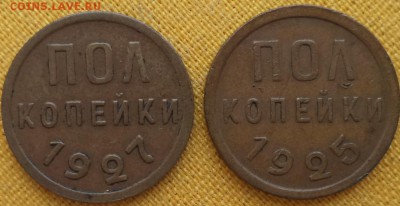 COINS.LAVE.RU
ПОЛ
КОПЕЙКИ
1927
ПОЛ
КОПЕЙКИ
1925